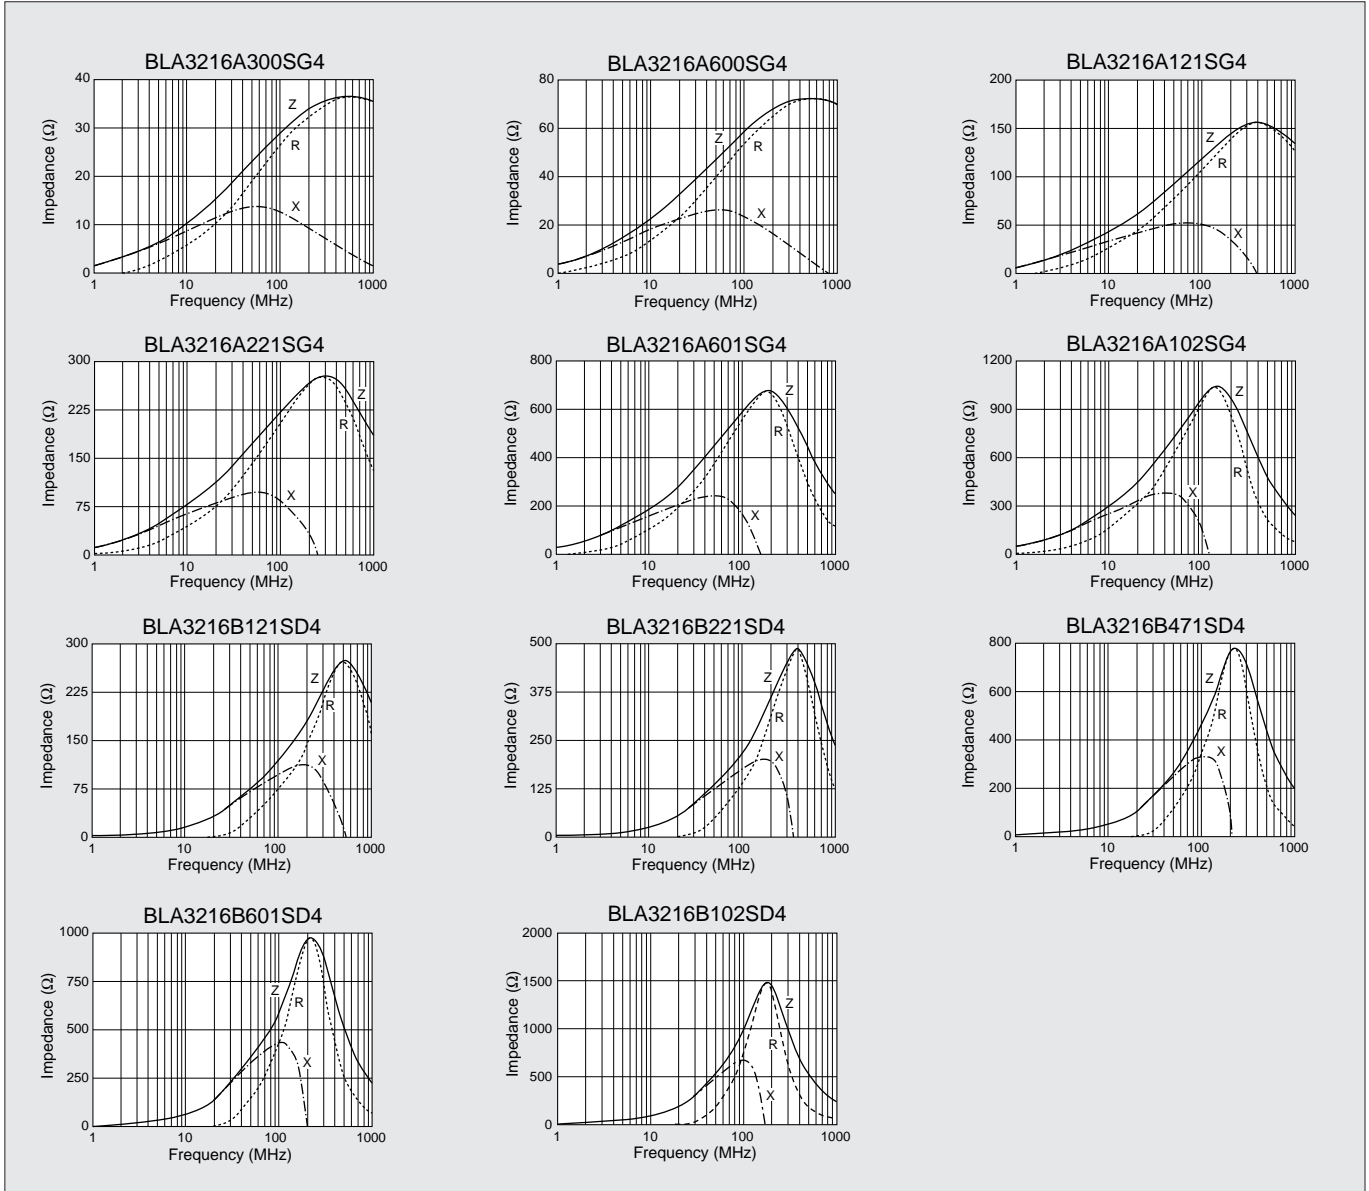 BLA3216A300SG4
40
30
20
10
0
Impedance (Ω)
Z
R
X
1
10
100
1000
Frequency (MHz)
BLA3216A600SG4
80
60
40
20
0
Impedance (Ω)
Z
R
X
1
10
100
1000
Frequency (MHz)
BLA3216A121SG4
200
150
100
50
0
Impedance (Ω)
Z
R
X
1
10
100
1000
Frequency (MHz)
BLA3216A221SG4
300
225
150
75
0
Impedance (Ω)
Z
R
X
1
10
100
1000
Frequency (MHz)
BLA3216A601SG4
800
600
400
200
0
Impedance (Ω)
Z
R
X
1
10
100
1000
Frequency (MHz)
BLA3216A102SG4
1200
900
600
300
0
Impedance (Ω)
Z
R
X
1
10
100
1000
Frequency (MHz)
BLA3216B121SD4
300
225
150
75
0
Impedance (Ω)
Z
R
X
1
10
100
1000
Frequency (MHz)
BLA3216B221SD4
500
375
250
125
0
Impedance (Ω)
Z
R
X
1
10
100
1000
Frequency (MHz)
BLA3216B471SD4
800
600
400
200
0
Impedance (Ω)
Z
R
X
1
10
100
1000
Frequency (MHz)
BLA3216B601SD4
1000
750
500
250
0
Impedance (Ω)
Z
R
X
1
10
100
1000
Frequency (MHz)
BLA3216B102SD4
2000
1500
1000
500
0
Impedance (Ω)
Z
R
X
1
10
100
1000
Frequency (MHz)